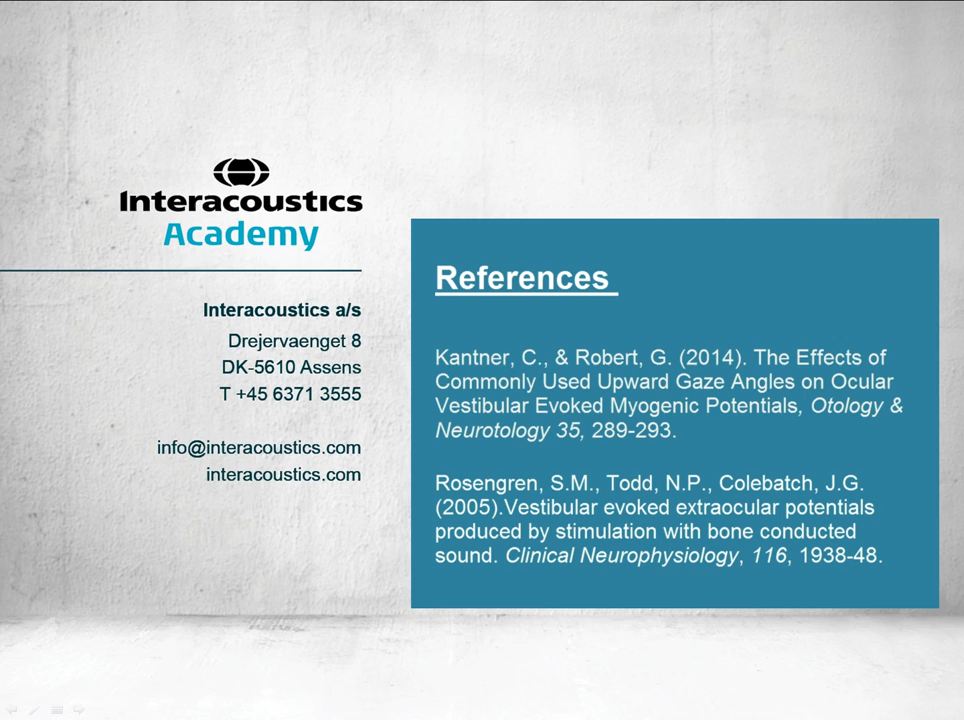 Interacoustics
Academy
Interacoustics a/s
Drejervaenget 8
DK-5610 Assens
T +45 6371 3555
info@interacoustics.com
interacoustics.com
References
Kantner, C., & Robert, G. (2014). The Effects of
Commonly Used Upward Gaze Angles on Ocular
Vestibular Evoked Myogenic Potentials, Otology &
Neurotology 35, 289-293.
Rosengren, S.M., Todd, N.P., Colebatch, J.G.
(2005).Vestibular evoked extraocular potentials
produced by stimulation with bone conducted
sound. Clinical Neurophysiology, 116, 1938-48.